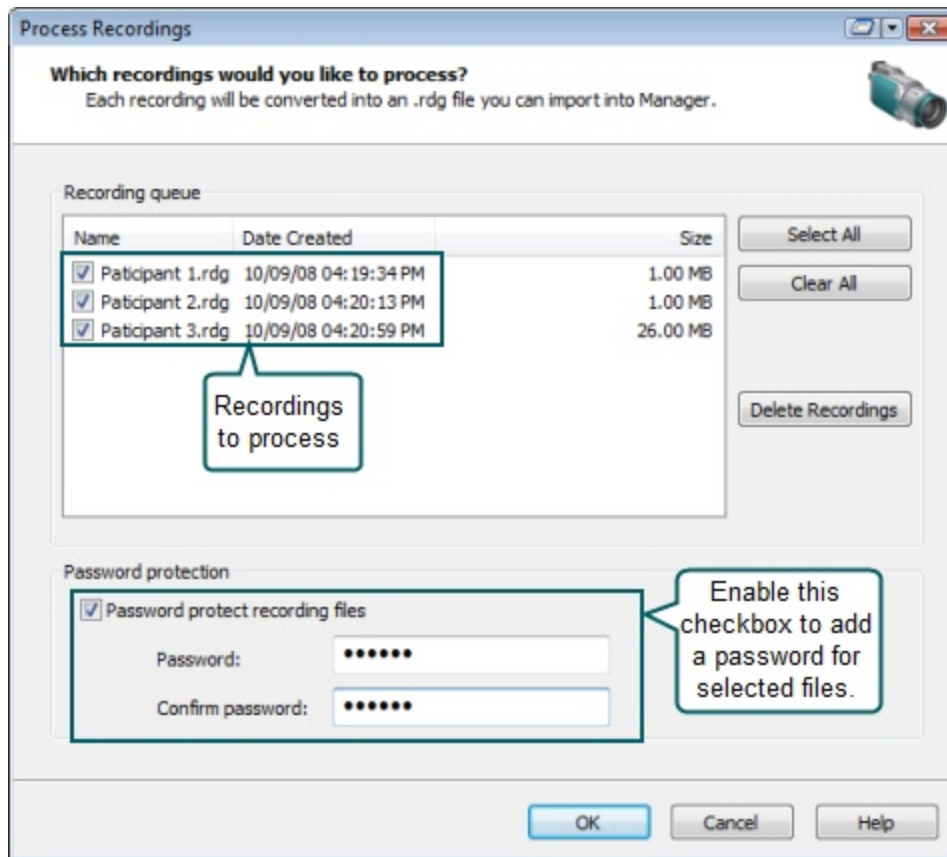 Process Recordings
Which recordings would you like to process?
Each recording will be converted into an .rdg file you can import into Manager.
Recording queue
Name Date Created Size
Paticipant 1.rdg 10/09/08 04:19:34 PM 1.00 MB
Paticipant 2.rdg 10/09/08 04:20:13 PM 1.00 MB
Paticipant 3.rdg 10/09/08 04:20:59 PM 26.00 MB
Select All
Clear All
Delete Recordings
Recordings
to process
Password protection
Password protect recording files
Password: ••••••
Confirm password: ••••••
Enable this
checkbox to add
a password for
selected files.
OK Cancel Help